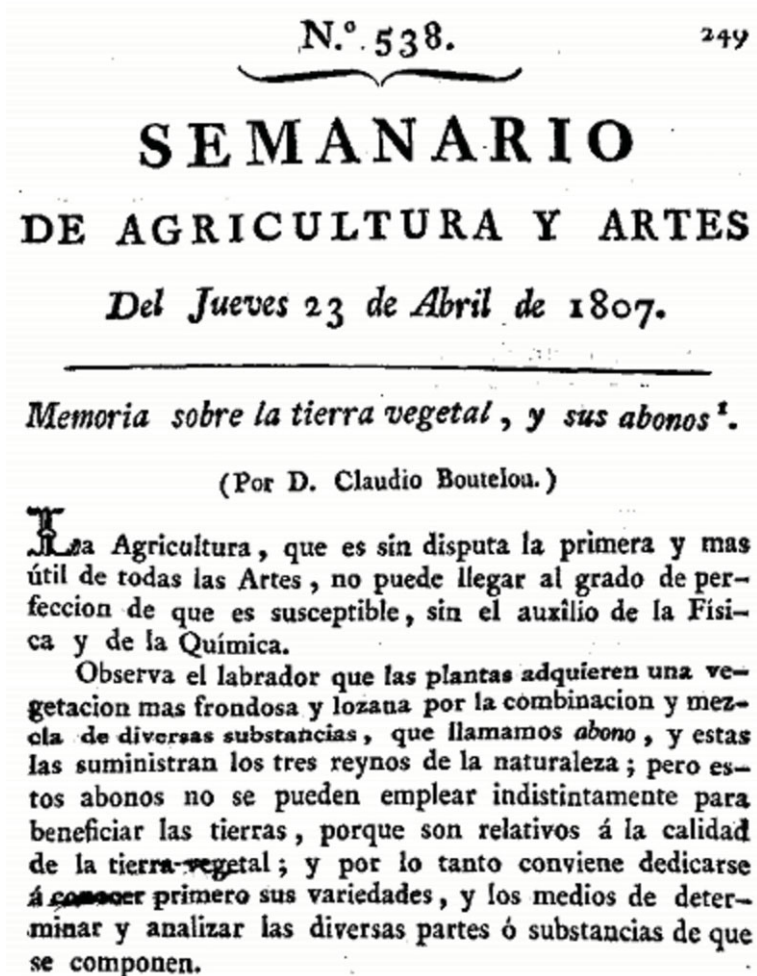 N.º 538.
249
SEMANARIO
DE AGRICULTURA Y ARTES
Del Jueves 23 de Abril de 1807.
Memoria sobre la tierra vegetal, y sus abonos¹.
(Por D. Claudio Boutelou.)
La Agricultura, que es sin disputa la primera y mas
útil de todas las Artes, no puede llegar al grado de per-
feccion de que es susceptible, sin el auxîlio de la Físi-
ca y de la Química.
Observa el labrador que las plantas adquieren una ve-
getacion mas frondosa y lozana por la combinacion y mez-
cla de diversas substancias, que llamamos abono, y estas
las suministran los tres reynos de la naturaleza; pero es-
tos abonos no se pueden emplear indistintamente para
beneficiar las tierras, porque son relativos á la calidad
de la tierra vegetal; y por lo tanto conviene dedicarse
á conocer primero sus variedades, y los medios de deter-
minar y analizar las diversas partes ó substancias de que
se componen.